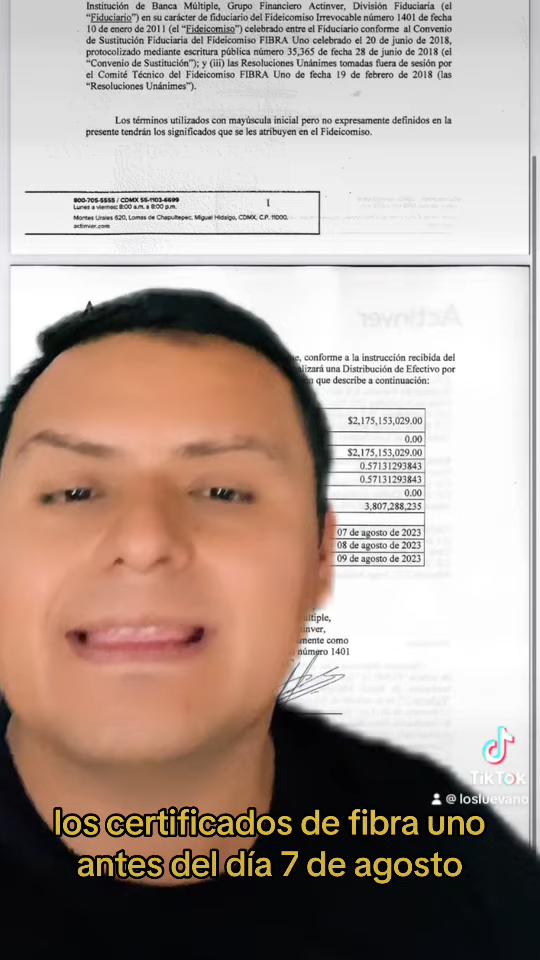 Institución de Banca Múltiple, Grupo Financiero Actinver, División Fiduciaria (el
"Fiduciario") en su carácter de fiduciario del Fideicomiso Irrevocable número 1401 de fecha
10 de enero de 2011 (el "Fideicomiso") celebrado entre el Fiduciario conforme al Convenio
de Sustitución Fiduciaria del Fideicomiso FIBRA Uno celebrado el 20 de junio de 2018,
protocolizado mediante escritura pública número 35,365 de fecha 28 de junio de 2018 (el
"Convenio de Sustitución"); y (iii) las Resoluciones Unánimes tomadas fuera de sesión por
el Comité Técnico del Fideicomiso FIBRA Uno de fecha 19 de febrero de 2018 (las
"Resoluciones Unánimes").
Los términos utilizados con mayúscula inicial pero no expresamente definidos en la
presente tendrán los significados que se les atribuyen en el Fideicomiso.
800-705-5555 / CDMX 55-1103-6699
Lunes a viernes: 8:00 a.m. a 8:00 p.m.
1
Montes Urales 620, Lomas de Chapultepec, Miguel Hidalgo, CDMX, C.P. 11000.
actinver.com
Actinver
conforme a la instrucción recibida del
una Distribución de Efectivo por
que describe a continuación:
$2,175,153,029.00
0.00
$2,175,153,029.00
0.57131293843
0.57131293843
0.00
3,807,288,235
07 de agosto de 2023
08 de agosto de 2023
09 de agosto de 2023
como
número 1401
TikTok
@losluevano
los certificados de fibra uno
antes del día 7 de agosto